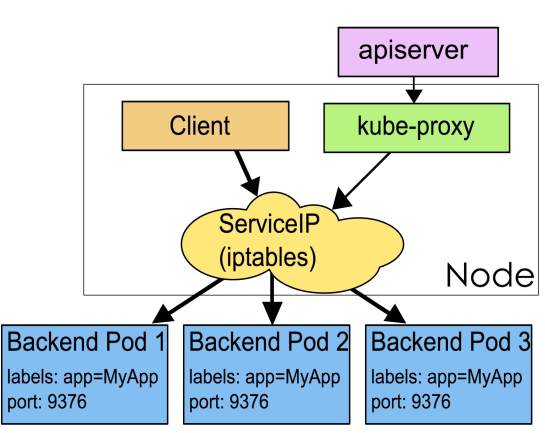 apiserver
Client
kube-proxy
ServiceIP
(iptables)
Node
Backend Pod 1
labels: app=MyApp
port: 9376
Backend Pod 2
labels: app=MyApp
port: 9376
Backend Pod 3
labels: app=MyApp
port: 9376